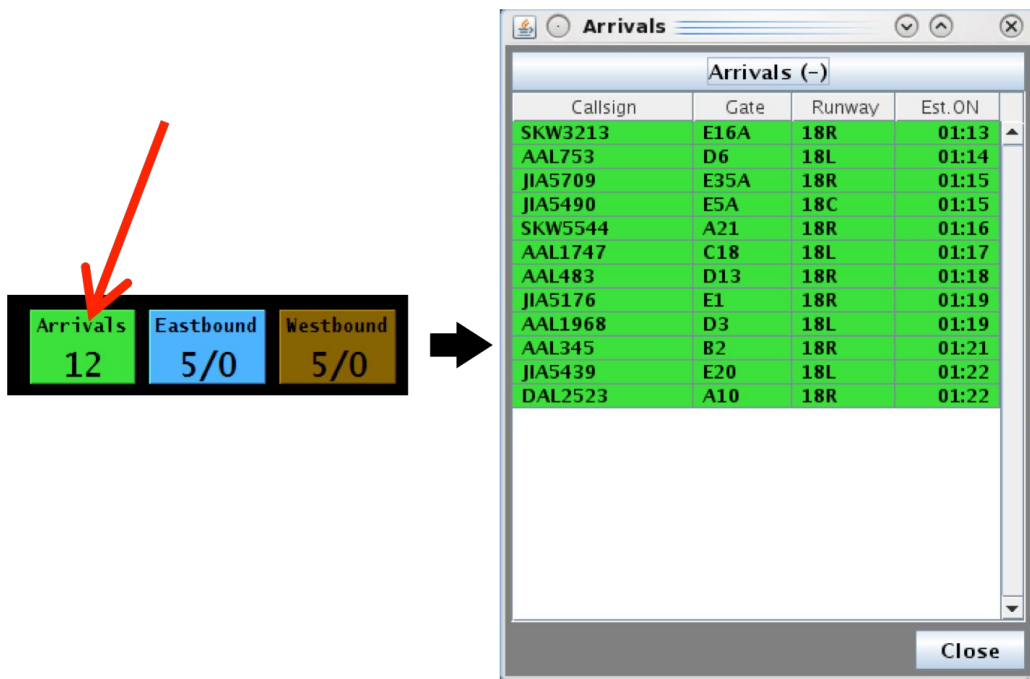 Arrivals Eastbound Westbound
12 5/0 5/0
Arrivals
Arrivals (-)
Callsign Gate Runway Est.ON
SKW3213 E16A 18R 01:13
AAL753 D6 18L 01:14
JIA5709 E35A 18R 01:15
JIA5490 E5A 18C 01:15
SKW5544 A21 18R 01:16
AAL1747 C18 18L 01:17
AAL483 D13 18R 01:18
JIA5176 E1 18R 01:19
AAL1968 D3 18L 01:19
AAL345 B2 18R 01:21
JIA5439 E20 18L 01:22
DAL2523 A10 18R 01:22
Close